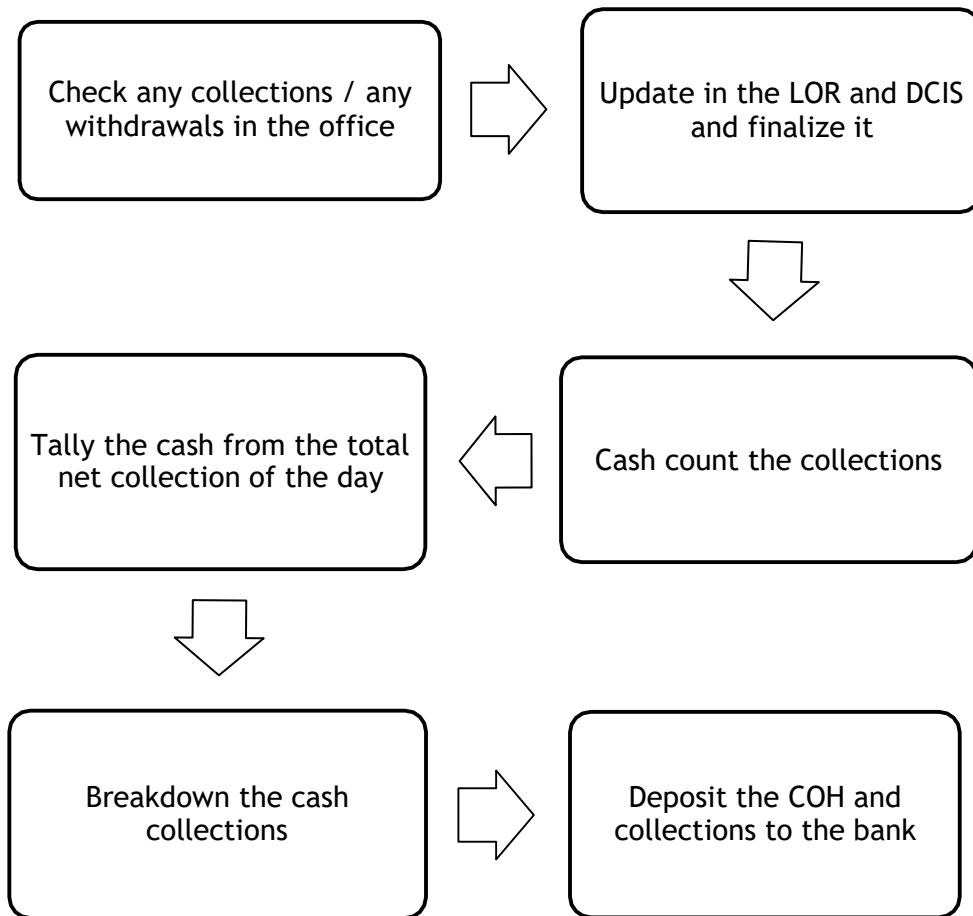 Check any collections / any
withdrawals in the office
Update in the LOR and DCIS
and finalize it
Cash count the collections
Tally the cash from the total
net collection of the day
Breakdown the cash
collections
Deposit the COH and
collections to the bank